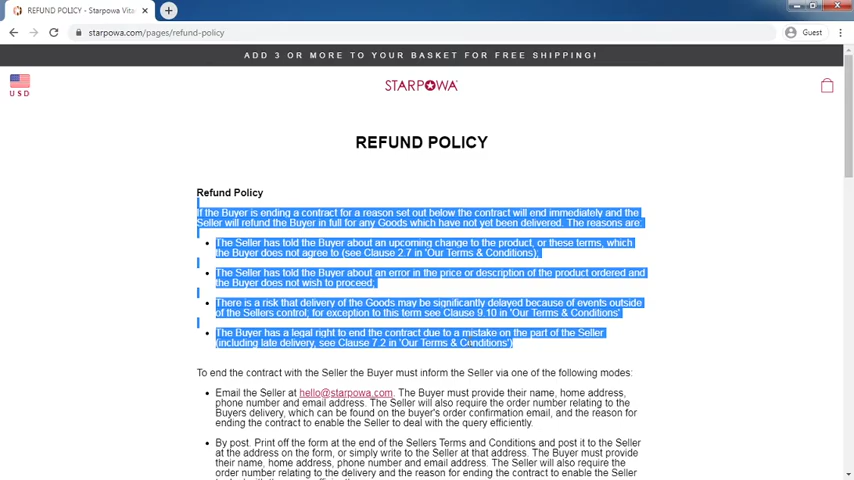 REFUND POLICY - Starpowa Vita
starpowa.com/pages/refund-policy
Guest
ADD 3 OR MORE TO YOUR BASKET FOR FREE SHIPPING!
USD
STARPOWA
REFUND POLICY
Refund Policy
If the Buyer is ending a contract for a reason set out below the contract will end immediately and the
Seller will refund the Buyer in full for any Goods which have not yet been delivered. The reasons are:
• The Seller has told the Buyer about an upcoming change to the product, or these terms, which
the Buyer does not agree to (see Clause 2.7 in 'Our Terms & Conditions).
• The Seller has told the Buyer about an error in the price or description of the product ordered and
the Buyer does not wish to proceed;
• There is a risk that delivery of the Goods may be significantly delayed because of events outside
of the Sellers control; for exception to this term see Clause 9.10 in 'Our Terms & Conditions'
• The Buyer has a legal right to end the contract due to a mistake on the part of the Seller
(including late delivery, see Clause 7.2 in 'Our Terms & Conditions')
To end the contract with the Seller the Buyer must inform the Seller via one of the following modes:
• Email the Seller at hello@starpowa.com. The Buyer must provide their name, home address,
phone number and email address. The Seller will also require the order number relating to the
Buyers delivery, which can be found on the buyer's order confirmation email, and the reason for
ending the contract to enable the Seller to deal with the query efficiently.
• By post. Print off the form at the end of the Sellers Terms and Conditions and post it to the Seller
at the address on the form, or simply write to the Seller at that address. The Buyer must provide
their name, home address, phone number and email address. The Seller will also require the
order number relating to the delivery and the reason for ending the contract to enable the Seller